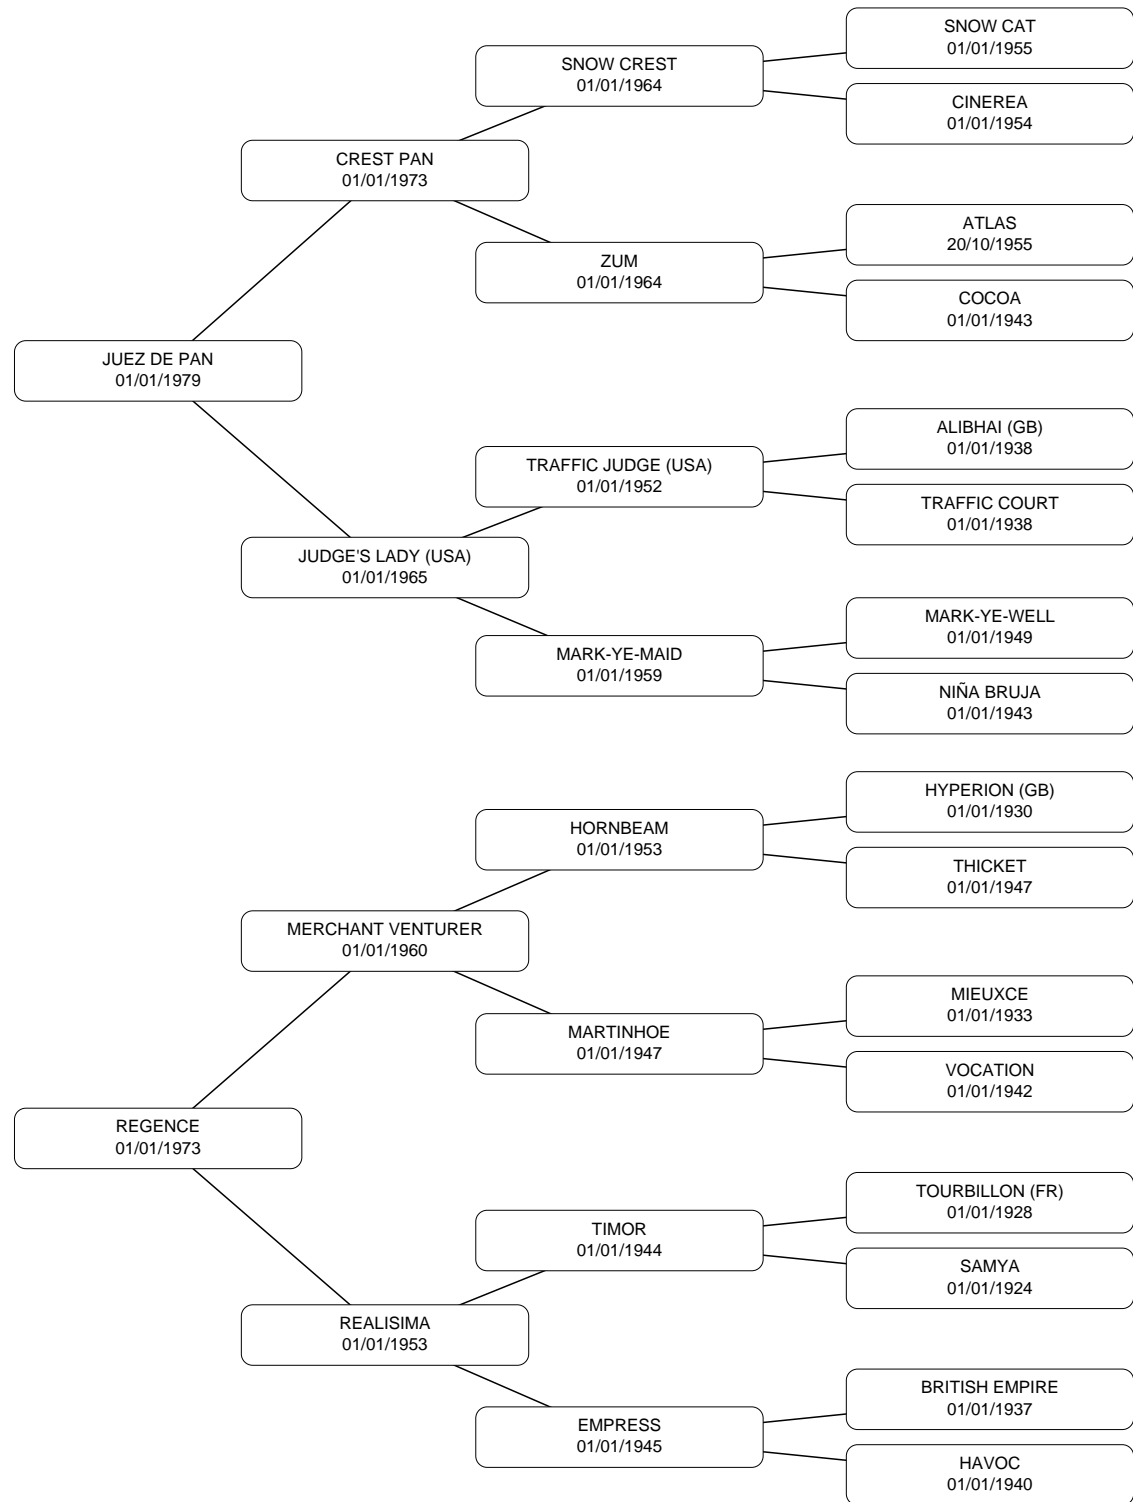 SNOW CAT
01/01/1955
SNOW CREST
01/01/1964
CINEREA
01/01/1954
CREST PAN
01/01/1973
ATLAS
20/10/1955
ZUM
01/01/1964
COCOA
01/01/1943
JUEZ DE PAN
01/01/1979
ALIBHAI (GB)
01/01/1938
TRAFFIC JUDGE (USA)
01/01/1952
TRAFFIC COURT
01/01/1938
JUDGE'S LADY (USA)
01/01/1965
MARK-YE-WELL
01/01/1949
MARK-YE-MAID
01/01/1959
NIÑA BRUJA
01/01/1943
HYPERION (GB)
01/01/1930
HORNBEAM
01/01/1953
THICKET
01/01/1947
MERCHANT VENTURER
01/01/1960
MIEUXCE
01/01/1933
MARTINHOE
01/01/1947
VOCATION
01/01/1942
REGENCE
01/01/1973
TOURBILLON (FR)
01/01/1928
TIMOR
01/01/1944
SAMYA
01/01/1924
REALISIMA
01/01/1953
BRITISH EMPIRE
01/01/1937
EMPRESS
01/01/1945
HAVOC
01/01/1940